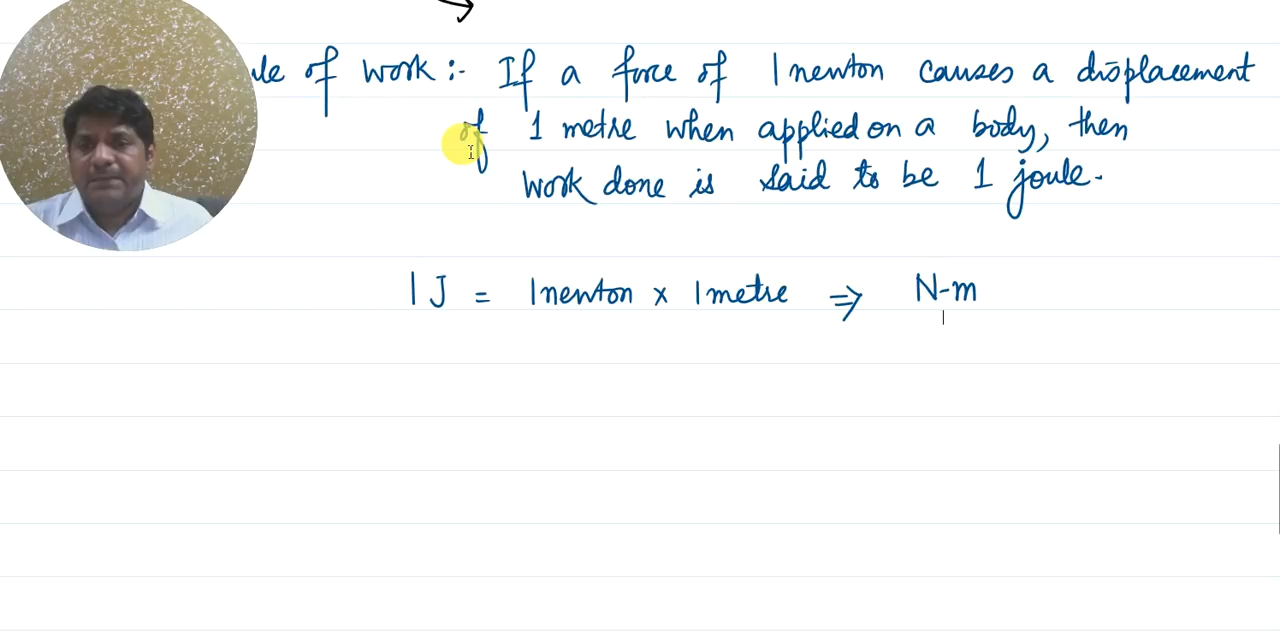 of work :- If a force of 1 newton causes a displacement
of 1 metre when applied on a body, then
work done is said to be 1 joule.
1 J = 1 newton x 1 metre ⇒ N-m